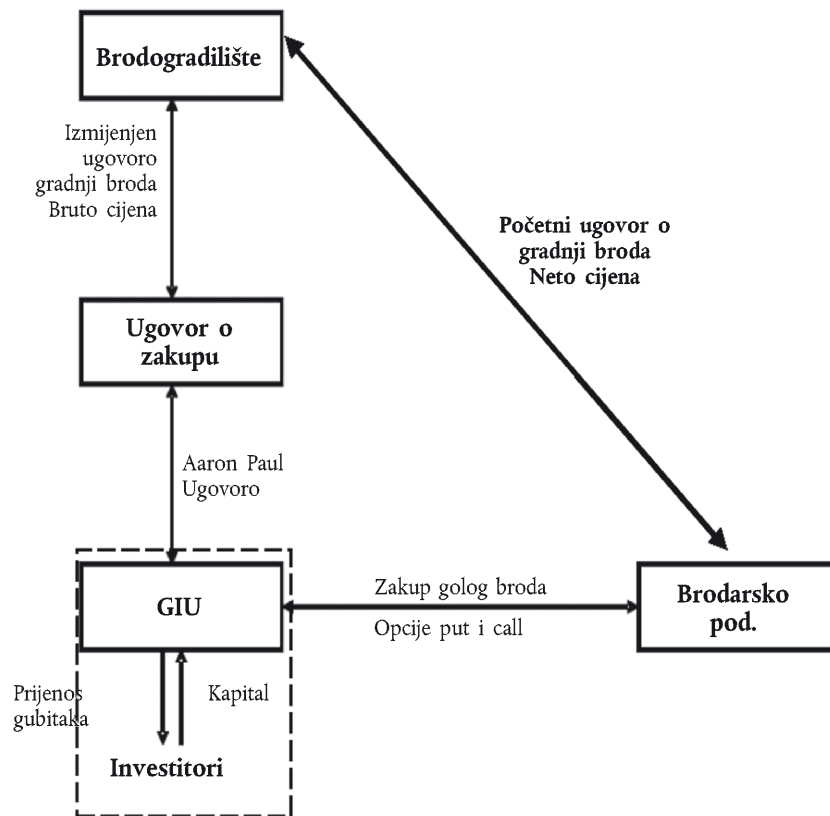 Brodogradilište
Izmijenjen
ugovoro
gradnji broda
Bruto cijena
Početni ugovor o
gradnji broda
Neto cijena
Ugovor o
zakupu
Aaron Paul
Ugovoro
GIU
Zakup golog broda
Opcije put i call
Brodarsko
pod.
Prijenos
gubitaka
Kapital
Investitori